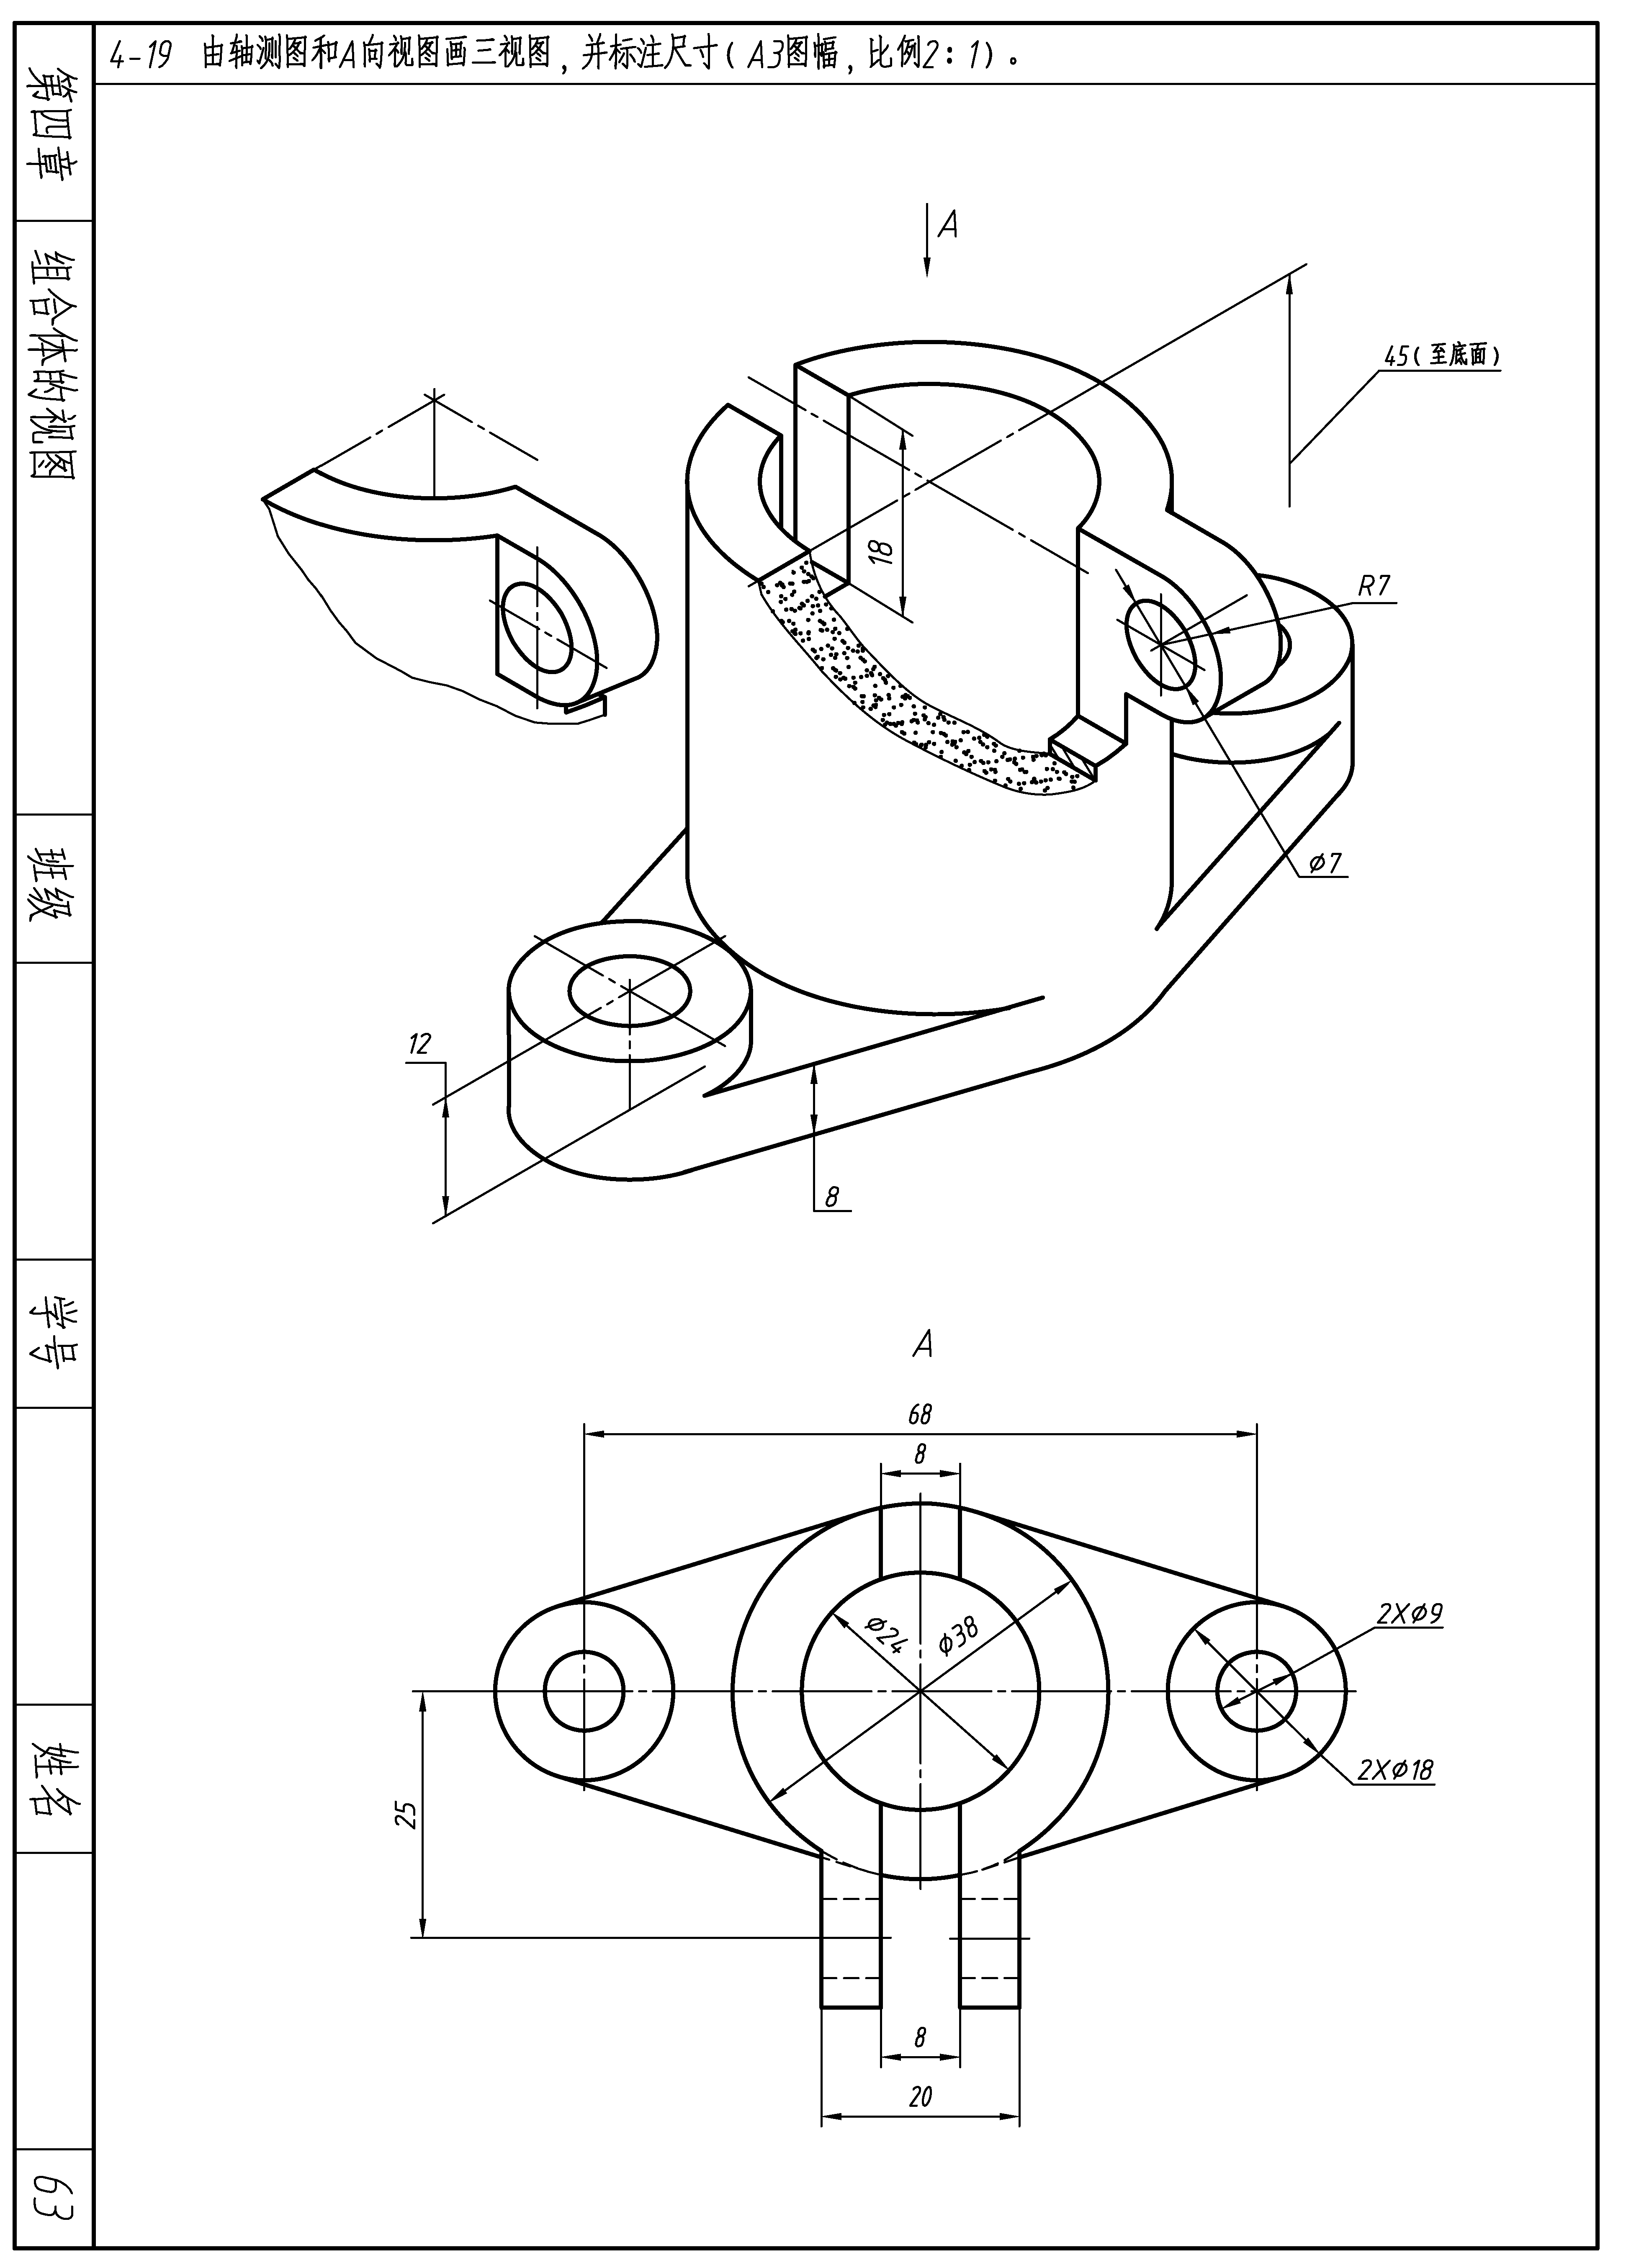 4-19 由轴测图和A向视图画三视图，并标注尺寸（A3图幅，比例2：1）。
第四章
组合体的视图
班级
学号
姓名
63
A
45(至底面)
18
R7
φ7
12
8
A
68
8
φ24
φ38
2Xφ9
2Xφ18
25
8
20